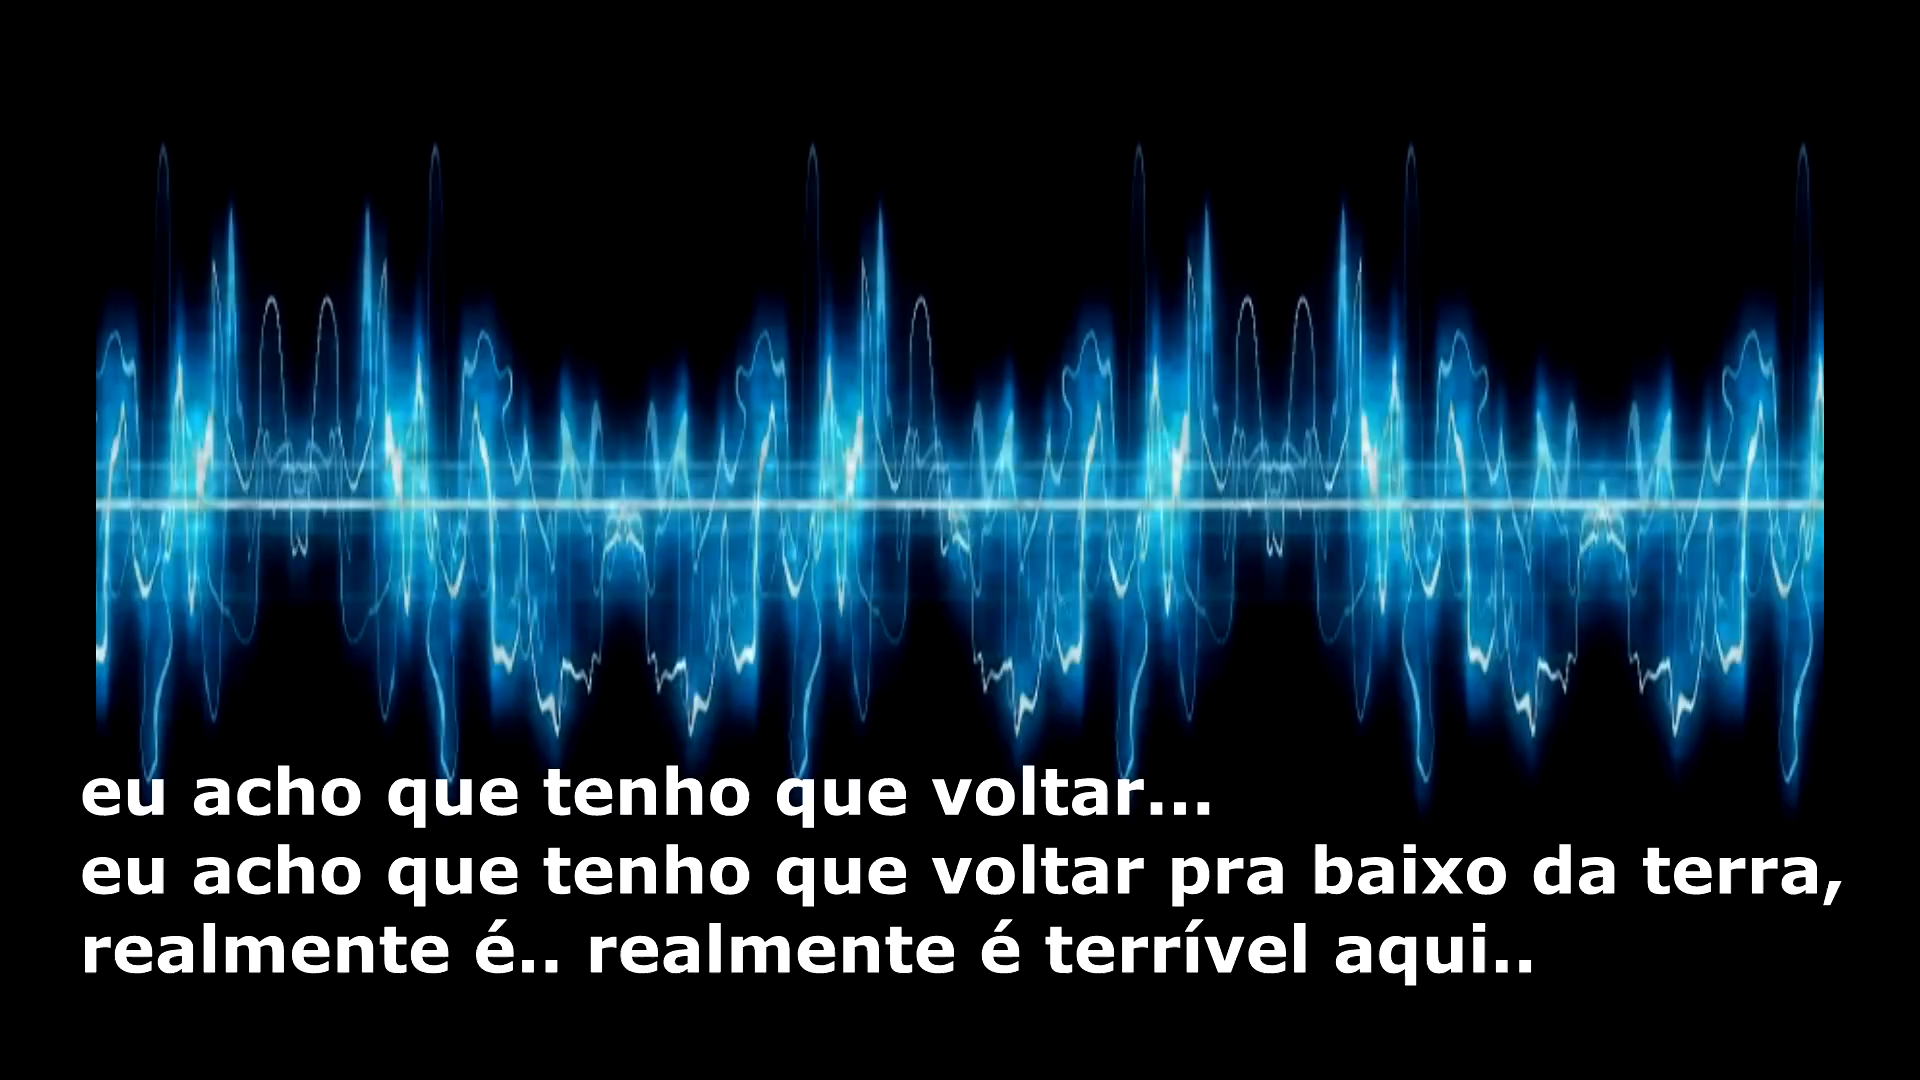 eu acho que tenho que voltar...
eu acho que tenho que voltar pra baixo da terra,
realmente é.. realmente é terrível aqui..